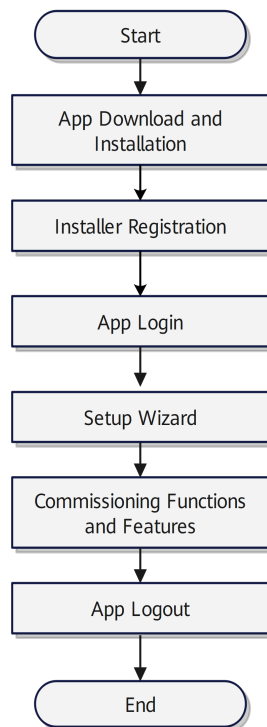 Start
App Download and
Installation
Installer Registration
App Login
Setup Wizard
Commissioning Functions
and Features
App Logout
End